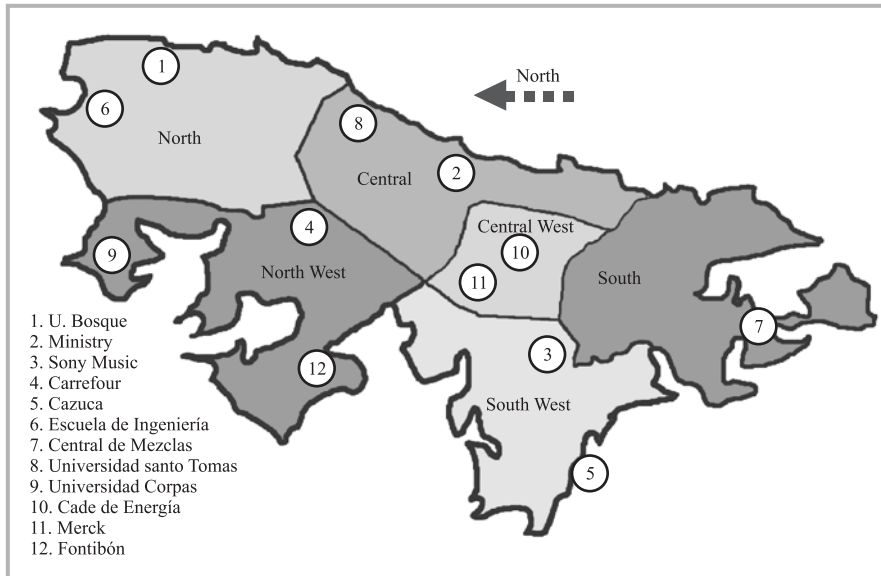 North
1
6
8
North
Central
2
4
Central West
9
10
North West
South
11
1. U. Bosque
2. Ministry
7
3. Sony Music
3
4. Carrefour
12
5. Cazuca
South West
6. Escuela de Ingeniería
7. Central de Mezclas
8. Universidad santo Tomas
5
9. Universidad Corpas
10. Cade de Energía
11. Merck
12. Fontibón